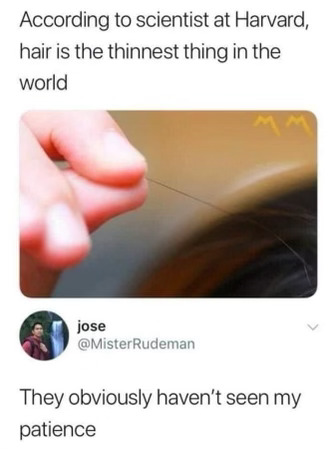 According to scientist at Harvard,
hair is the thinnest thing in the
world
jose
@MisterRudeman
They obviously haven't seen my
patience